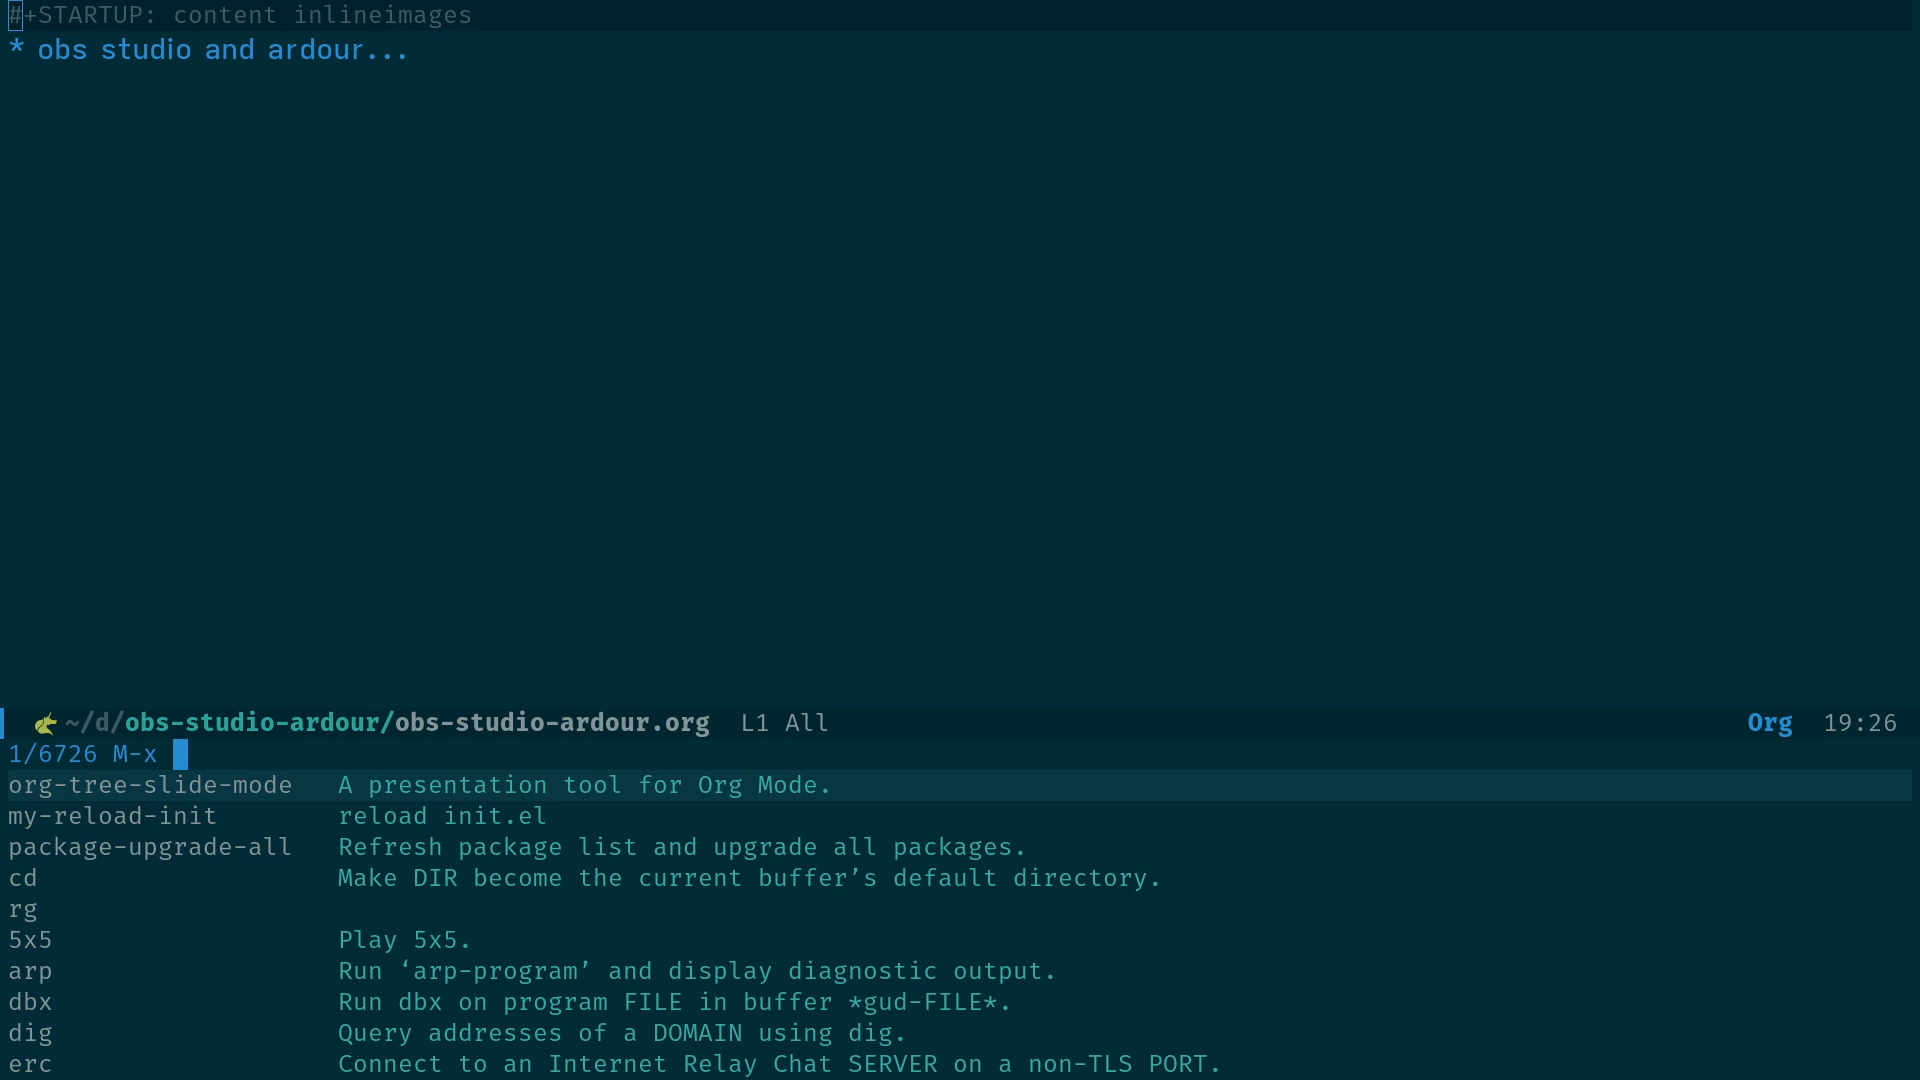 #+STARTUP: content inlineimages
* obs studio and ardour...
~/d/obs-studio-ardour/obs-studio-ardour.org L1 All Org 19:26
1/6726 M-x
org-tree-slide-mode A presentation tool for Org Mode.
my-reload-init reload init.el
package-upgrade-all Refresh package list and upgrade all packages.
cd Make DIR become the current buffer’s default directory.
rg
5x5 Play 5x5.
arp Run ‘arp-program’ and display diagnostic output.
dbx Run dbx on program FILE in buffer *gud-FILE*.
dig Query addresses of a DOMAIN using dig.
erc Connect to an Internet Relay Chat SERVER on a non-TLS PORT.